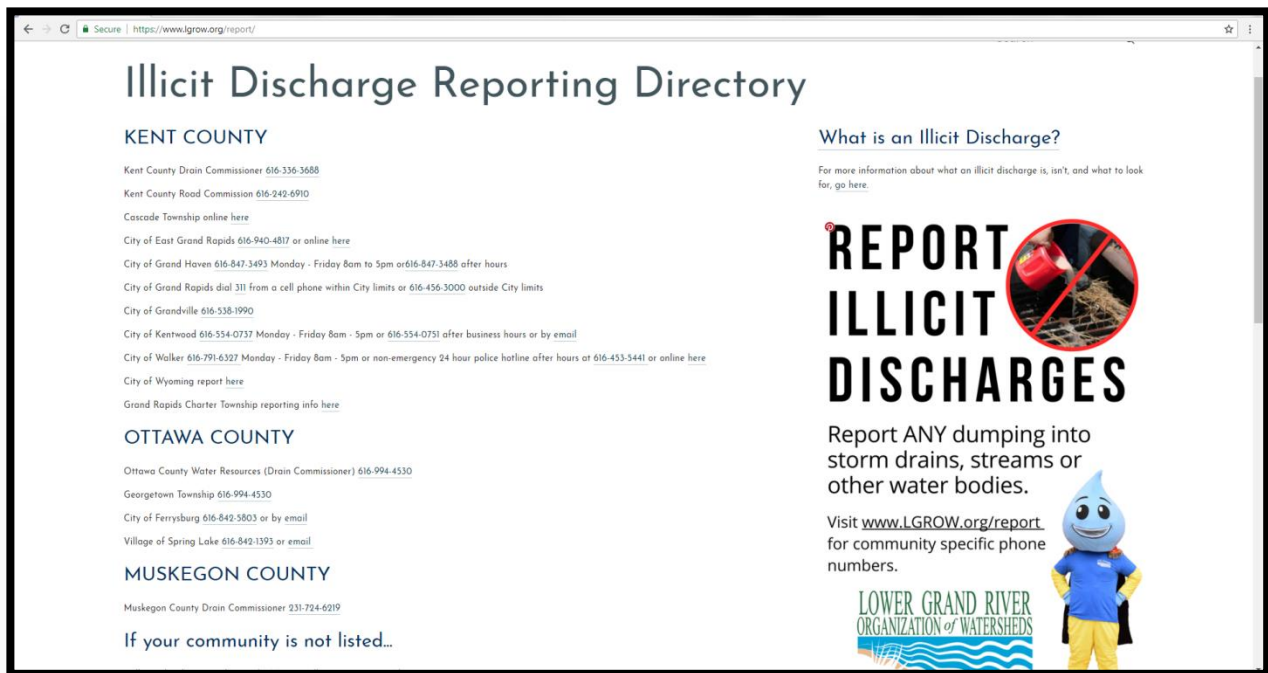 Secure | https://www.lgrow.org/report/
Illicit Discharge Reporting Directory
KENT COUNTY
Kent County Drain Commissioner 616-336-3688
Kent County Road Commission 616-242-6910
Cascade Township online here
City of East Grand Rapids 616-940-4817 or online here
City of Grand Haven 616-847-3493 Monday - Friday 8am to 5pm or616-847-3488 after hours
City of Grand Rapids dial 311 from a cell phone within City limits or 616-456-3000 outside City limits
City of Grandville 616-538-1990
City of Kentwood 616-554-0737 Monday - Friday 8am - 5pm or 616-554-0751 after business hours or by email
City of Walker 616-791-6327 Monday - Friday 8am - 5pm or non-emergency 24 hour police hotline after hours at 616-453-5441 or online here
City of Wyoming report here
Grand Rapids Charter Township reporting info here
OTTAWA COUNTY
Ottawa County Water Resources (Drain Commissioner) 616-994-4530
Georgetown Township 616-994-4530
City of Ferrysburg 616-842-5803 or by email
Village of Spring Lake 616-842-1393 or email
MUSKEGON COUNTY
Muskegon County Drain Commissioner 231-724-6219
If your community is not listed...
What is an Illicit Discharge?
For more information about what an illicit discharge is, isn't, and what to look
for, go here.
REPORT
ILLICIT
DISCHARGES
Report ANY dumping into
storm drains, streams or
other water bodies.
Visit www.LGROW.org/report
for community specific phone
numbers.
LOWER GRAND RIVER
ORGANIZATION of WATERSHEDS